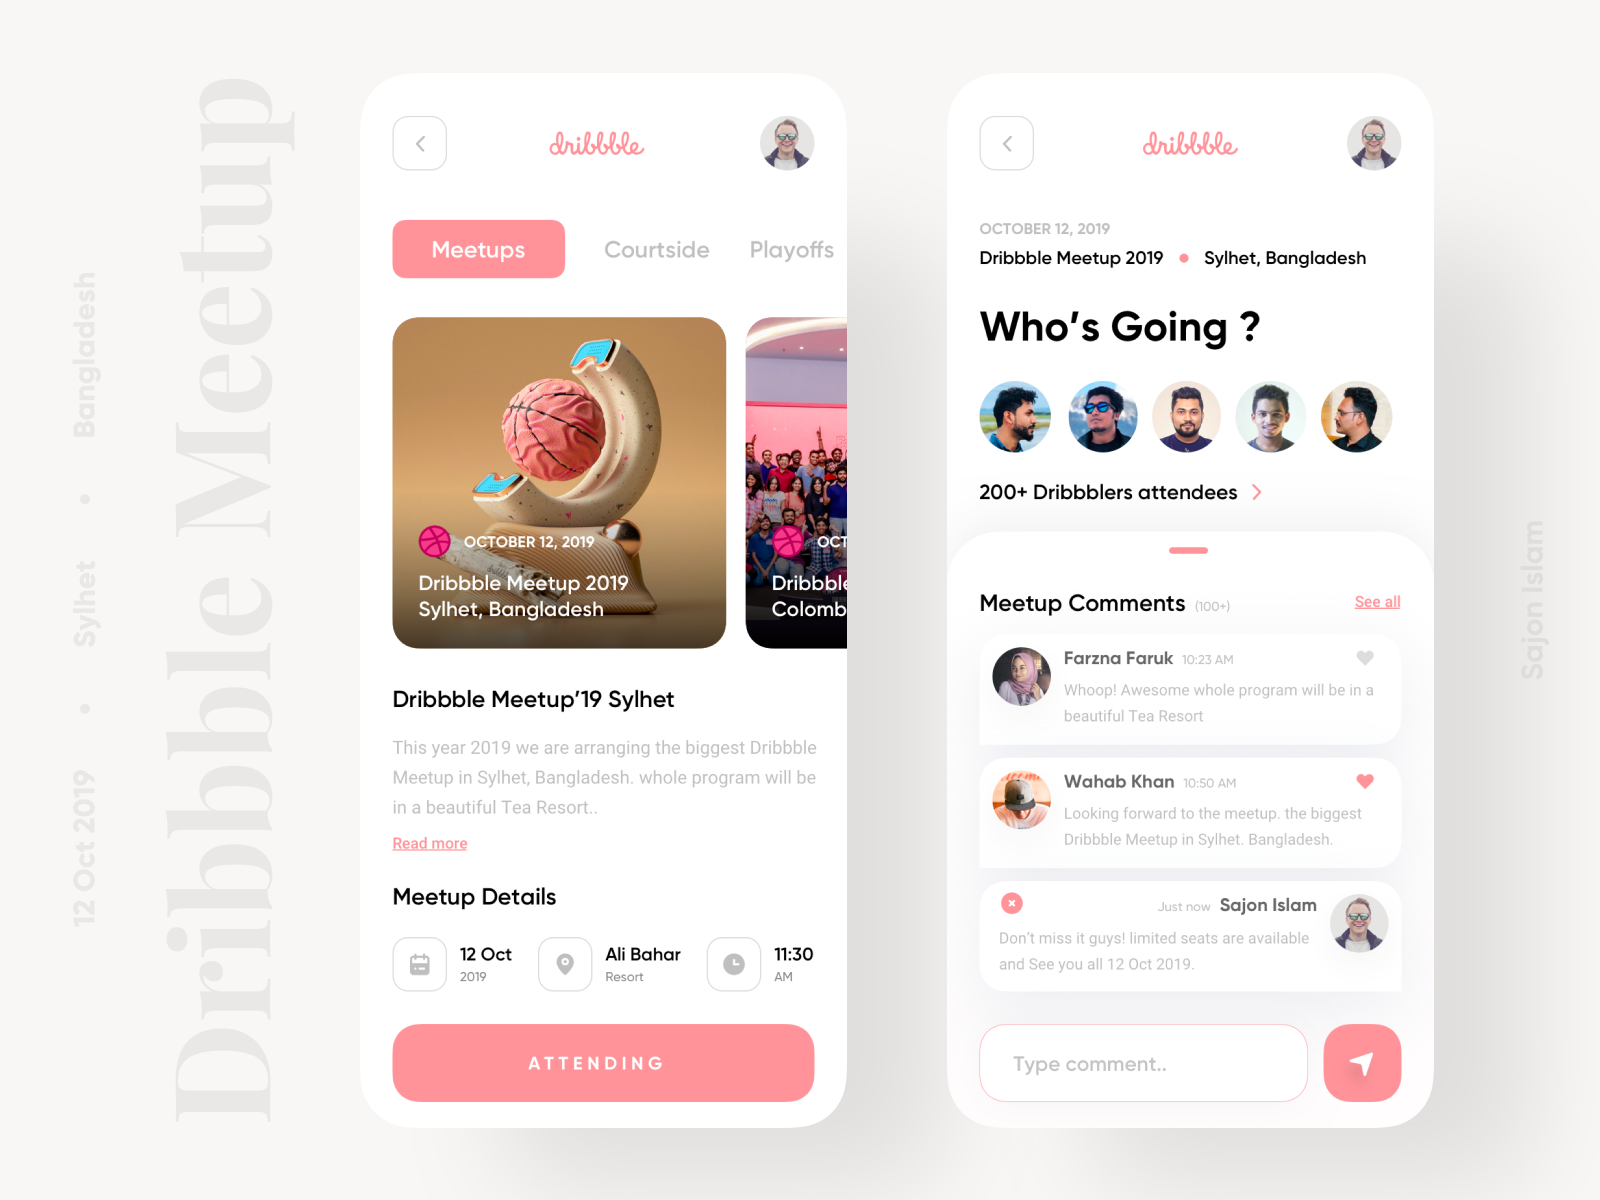 12 Oct 2019 • Sylhet • Bangladesh
Dribbble Meetup
dribbble
Meetups
Courtside
Playoffs
OCTOBER 12, 2019
Dribbble Meetup 2019
Sylhet, Bangladesh
OCT
Dribbble
Colomb
Dribbble Meetup’19 Sylhet
This year 2019 we are arranging the biggest Dribbble
Meetup in Sylhet, Bangladesh. whole program will be
in a beautiful Tea Resort..
Read more
Meetup Details
12 Oct
2019
Ali Bahar
Resort
11:30
AM
ATTENDING
dribbble
OCTOBER 12, 2019
Dribbble Meetup 2019 • Sylhet, Bangladesh
Who’s Going ?
200+ Dribbblers attendees
Meetup Comments (100+)
See all
Farzna Faruk 10:23 AM
Whoop! Awesome whole program will be in a
beautiful Tea Resort
Wahab Khan 10:50 AM
Looking forward to the meetup. the biggest
Dribbble Meetup in Sylhet. Bangladesh.
Just now Sajon Islam
Don’t miss it guys! limited seats are available
and See you all 12 Oct 2019.
Type comment..
Sajon Islam